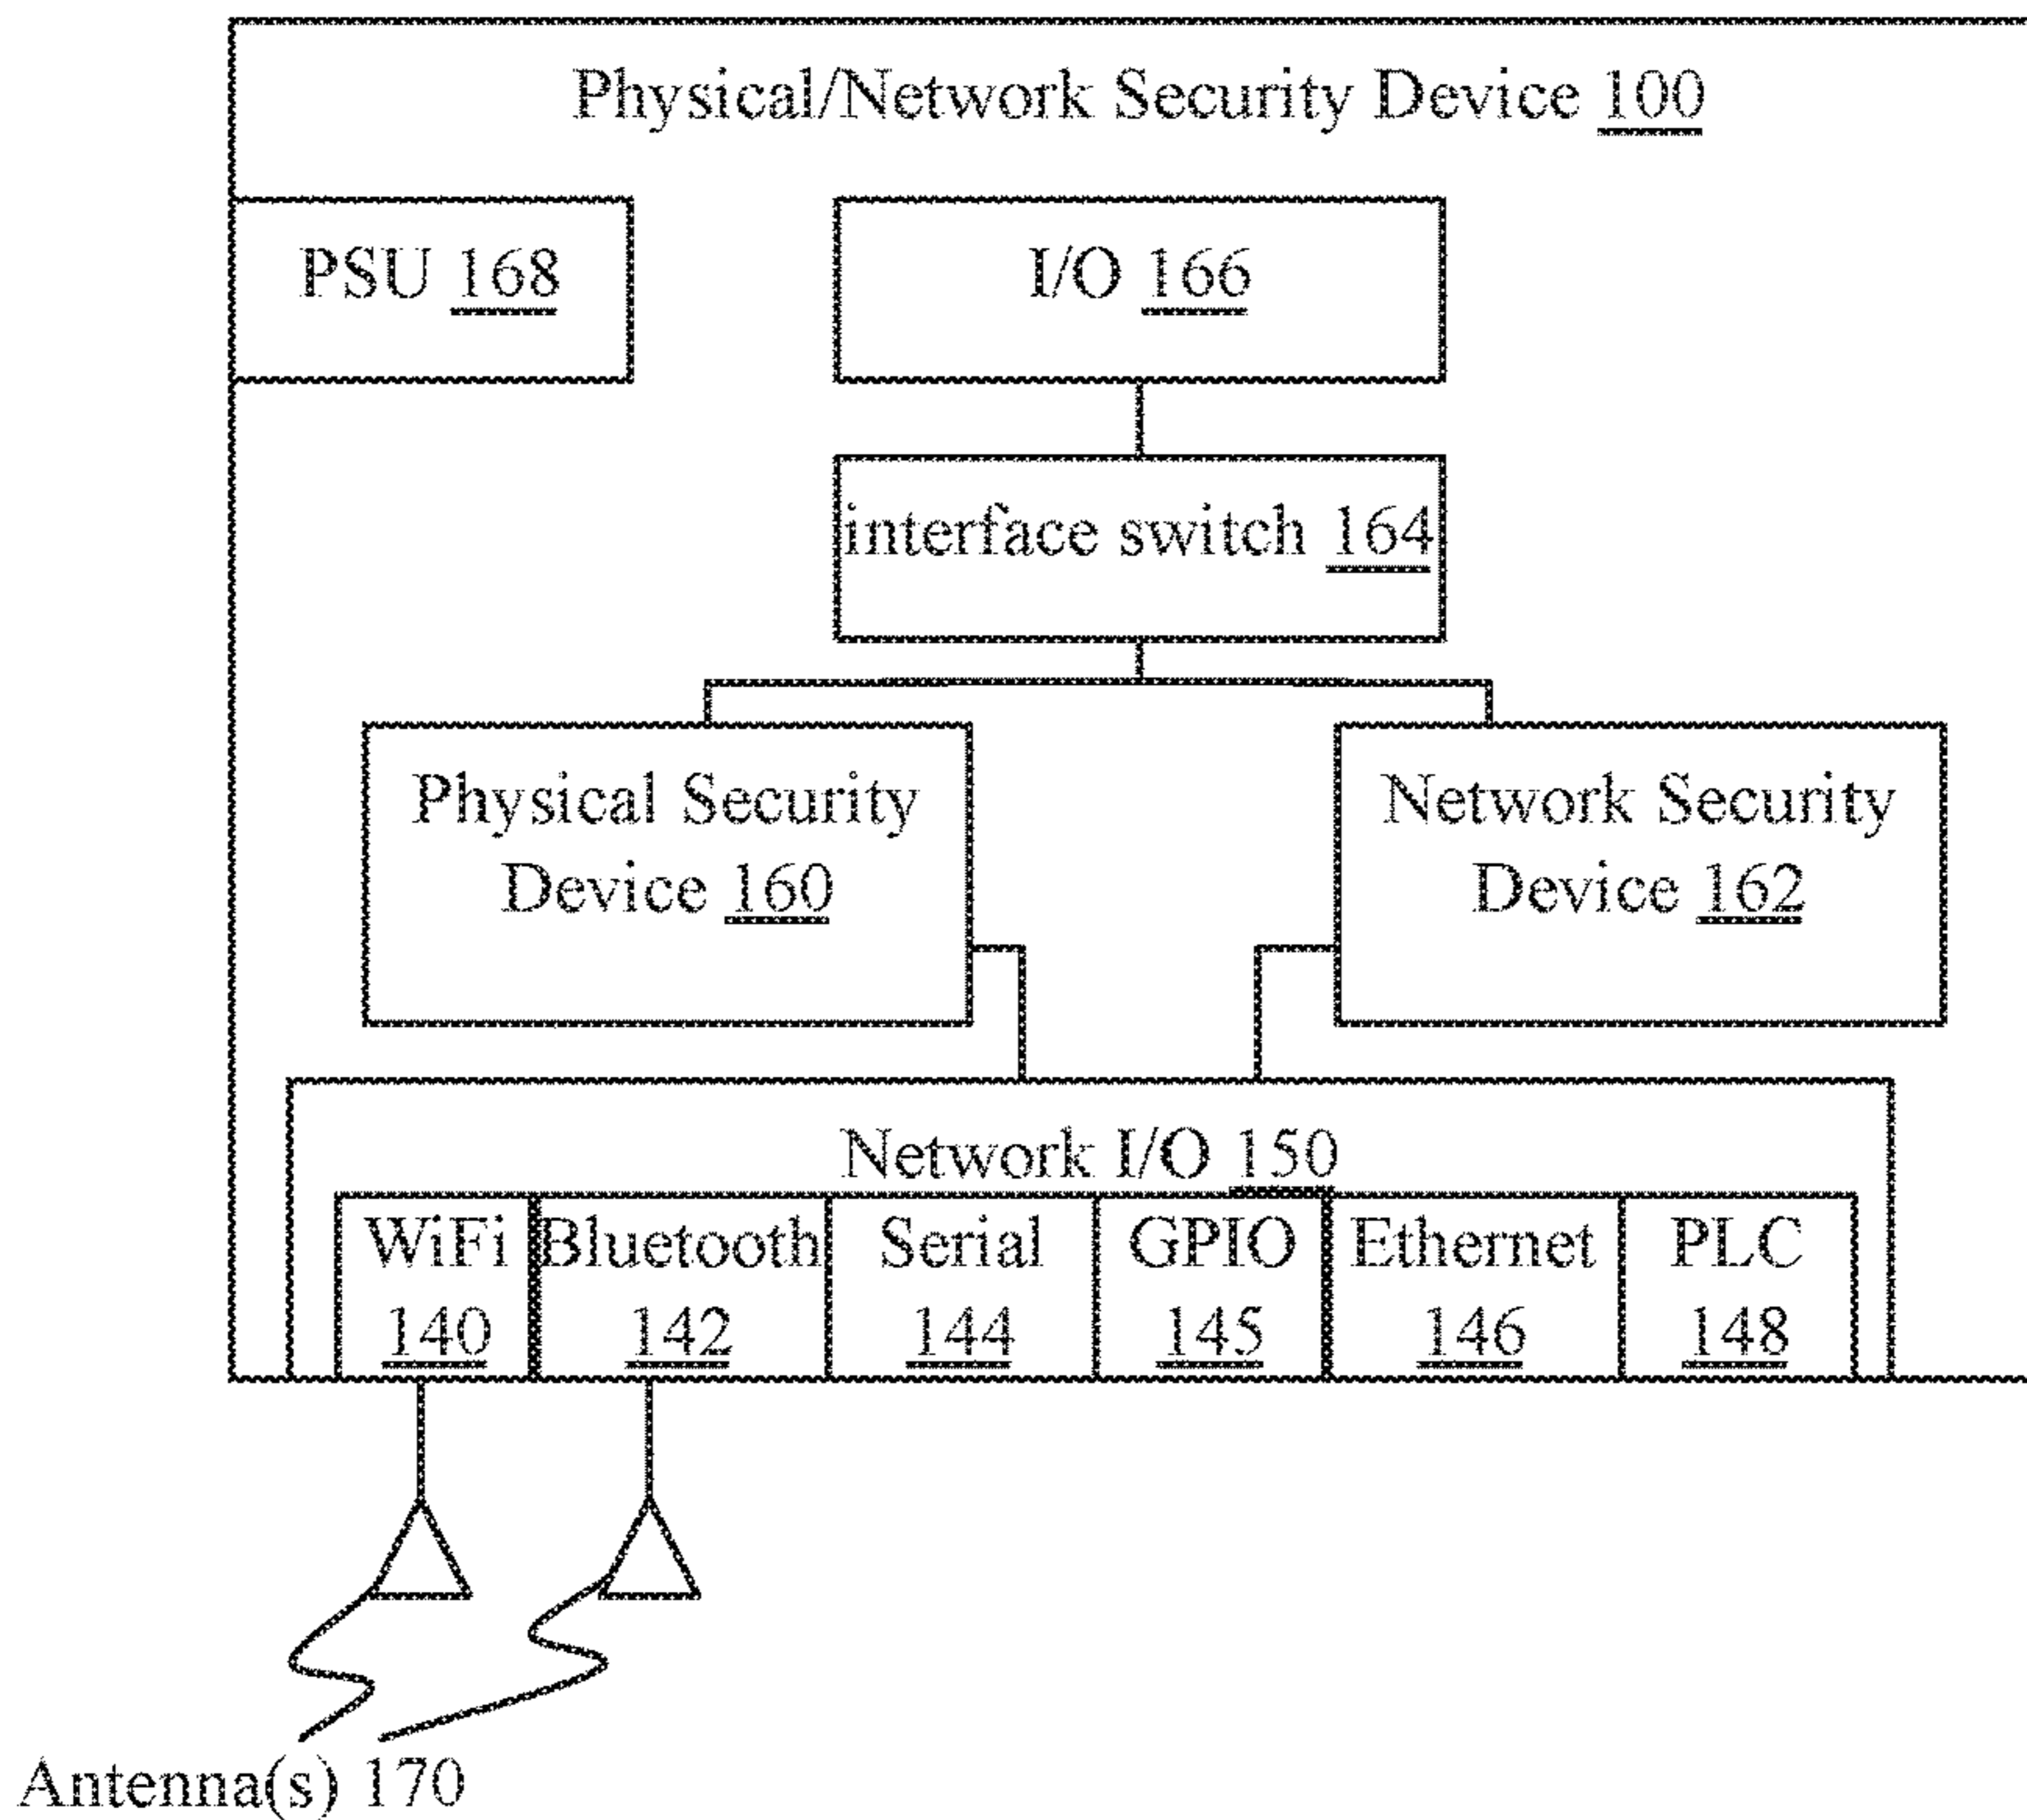 Physical/Network Security Device 100
PSU 168
I/O 166
interface switch 164
Physical Security
Device 160
Network Security
Device 162
Network I/O 150
WiFi
140
Bluetooth
142
Serial
144
GPIO
145
Ethernet
146
PLC
148
Antenna(s) 170